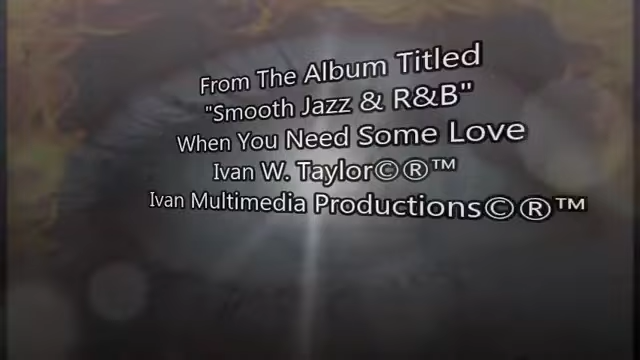 From The Album Titled
"Smooth Jazz & R&B"
When You Need Some Love
Ivan W. Taylor©®™
Ivan Multimedia Productions©®™